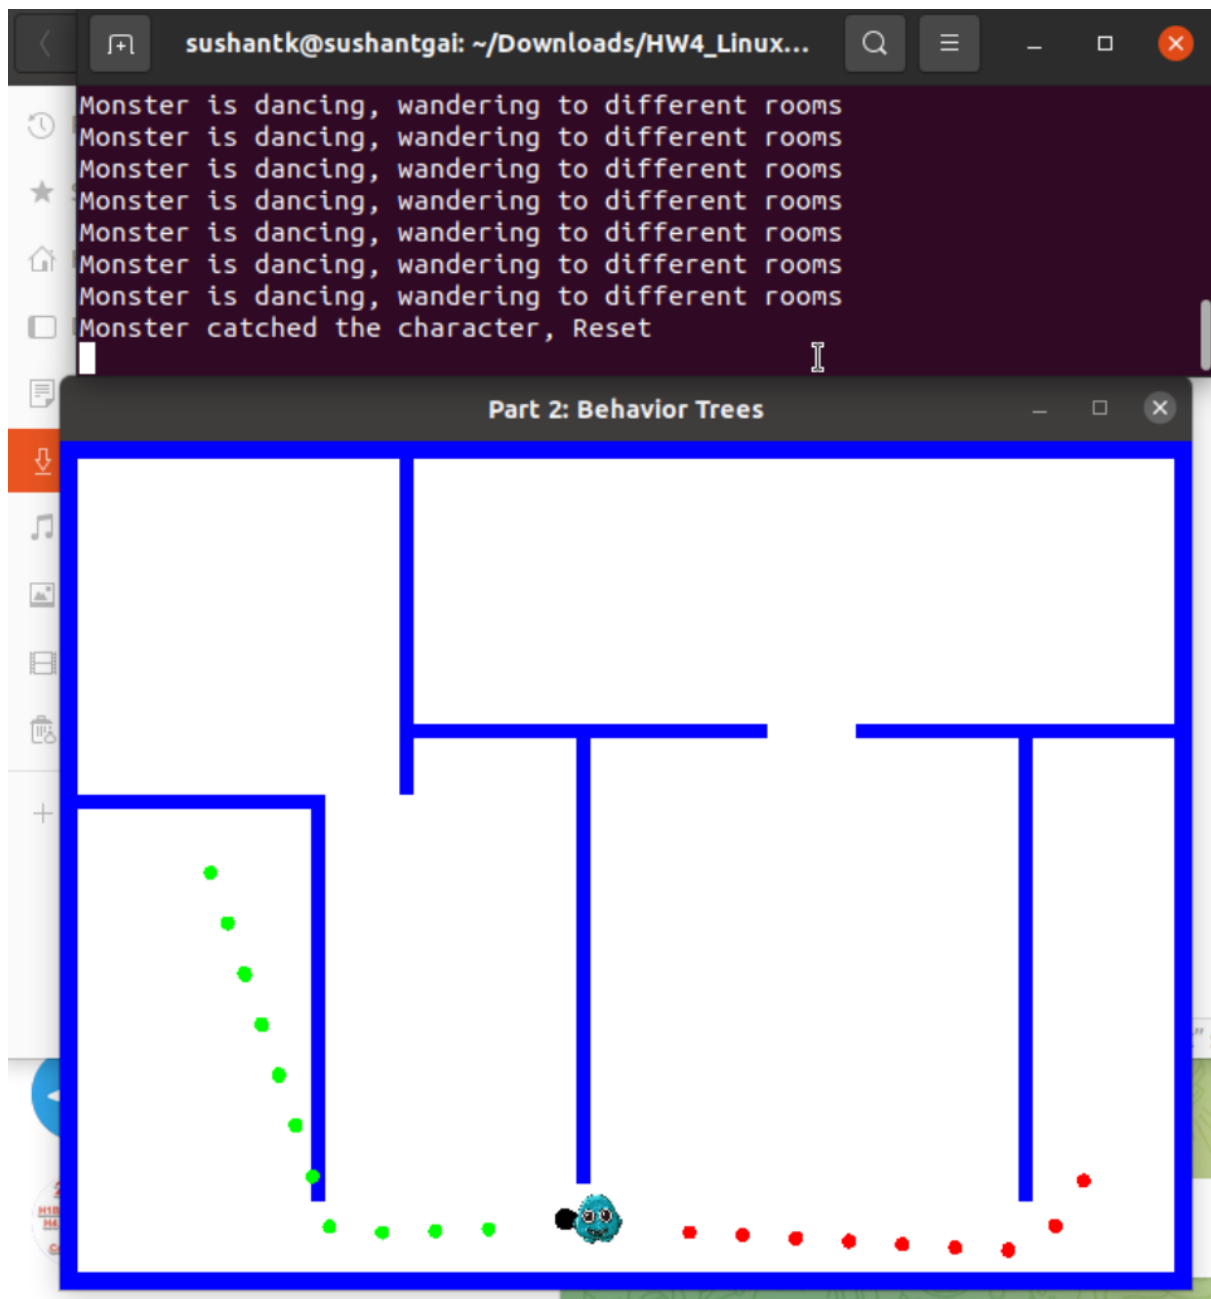 sushantk@sushantgai: ~/Downloads/HW4_Linux...
Monster is dancing, wandering to different rooms
Monster is dancing, wandering to different rooms
Monster is dancing, wandering to different rooms
Monster is dancing, wandering to different rooms
Monster is dancing, wandering to different rooms
Monster is dancing, wandering to different rooms
Monster is dancing, wandering to different rooms
Monster catched the character, Reset
Part 2: Behavior Trees